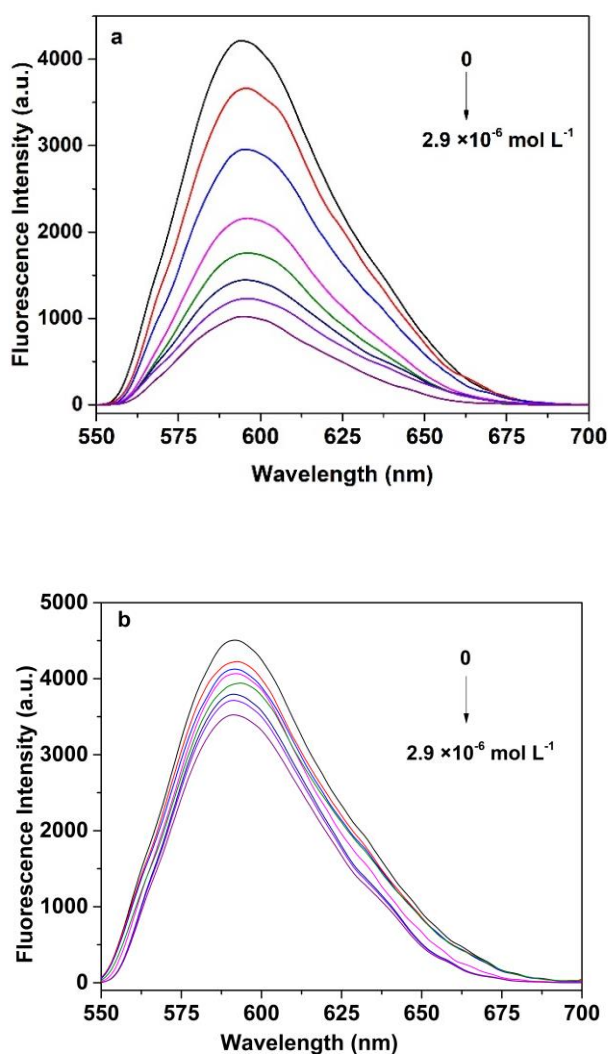 a
0
2.9 ×10-6 mol L-1
4000
3000
2000
1000
0
Fluorescence Intensity (a.u.)
550 575 600 625 650 675 700
Wavelength (nm)
b
0
2.9 ×10-6 mol L-1
5000
4000
3000
2000
1000
0
Fluorescence Intensity (a.u.)
550 575 600 625 650 675 700
Wavelength (nm)